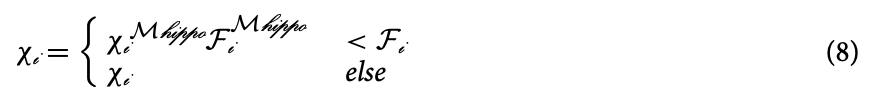 χ𝒾 = { χ𝒾^ℳhippo ℱ𝒾^ℳhippo < ℱ𝒾
χ𝒾 else (8)